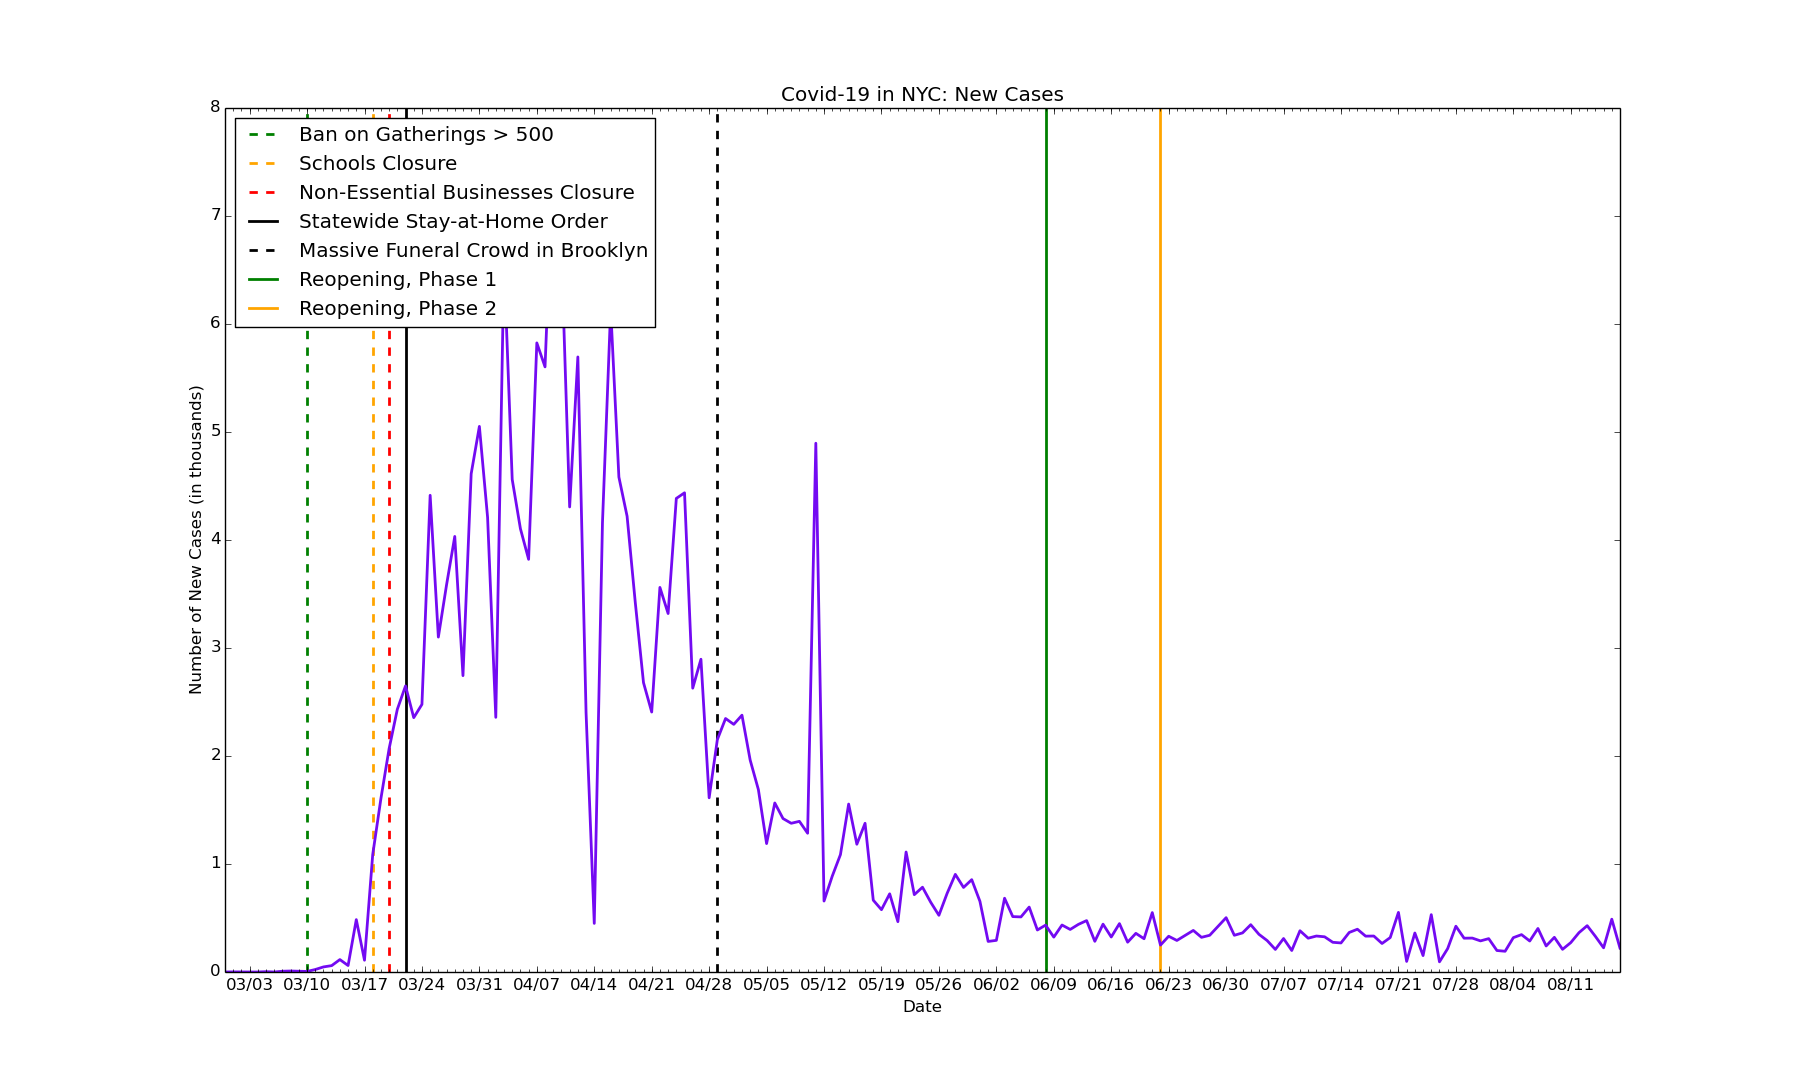 Covid-19 in NYC: New Cases
8
7
6
5
4
3
2
1
0
Number of New Cases (in thousands)
Ban on Gatherings > 500
Schools Closure
Non-Essential Businesses Closure
Statewide Stay-at-Home Order
Massive Funeral Crowd in Brooklyn
Reopening, Phase 1
Reopening, Phase 2
03/03 03/10 03/17 03/24 03/31 04/07 04/14 04/21 04/28 05/05 05/12 05/19 05/26 06/02 06/09 06/16 06/23 06/30 07/07 07/14 07/21 07/28 08/04 08/11
Date